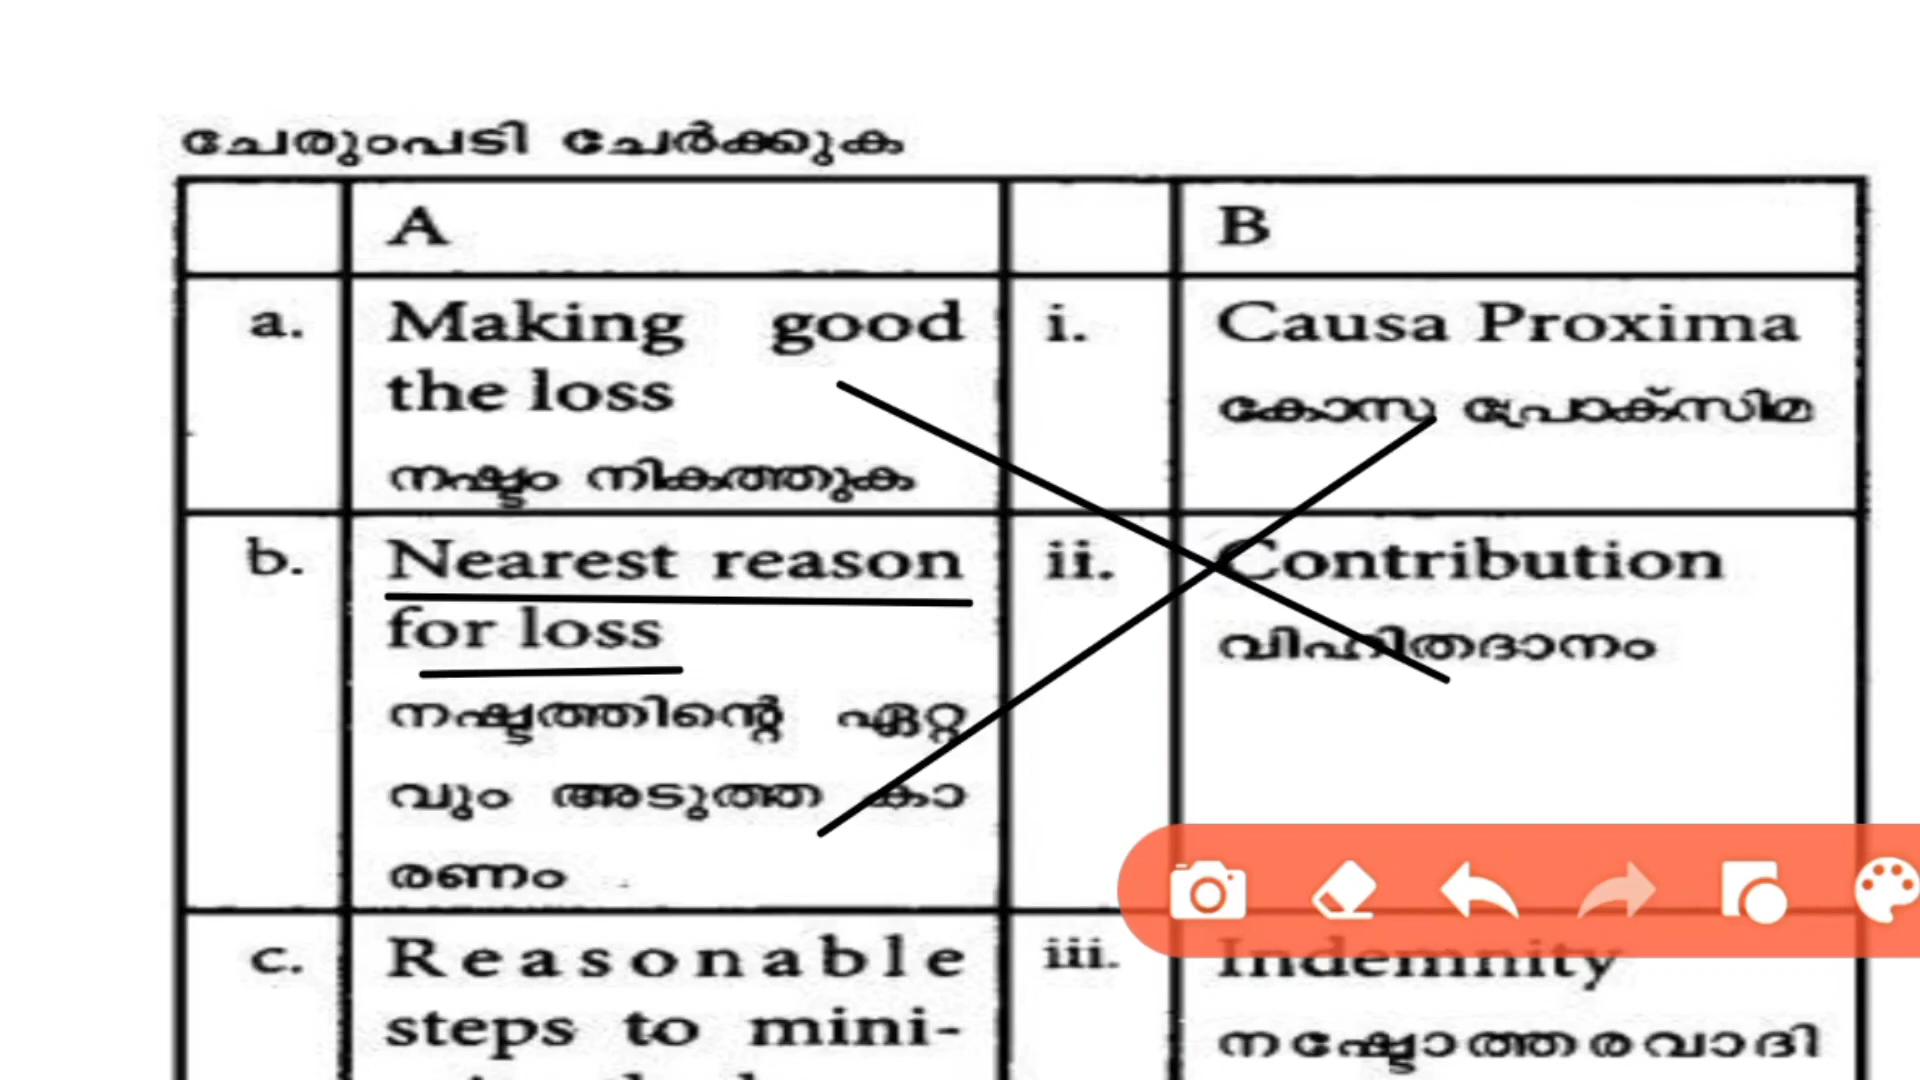 ചേരുംപടി ചേർക്കുക
A B
a. Making good i. Causa Proxima
the loss
കോസ പ്രോക്സിമ
നഷ്ടം നികത്തുക
b. Nearest reason ii. Contribution
for loss
വിഹിതദാനം
നഷ്ടത്തിന്റെ ഏറ്റ
വും അടുത്ത കാ
രണം
c. Reasonable iii. Indemnity
steps to mini-
നഷ്ടോത്തരവാദി